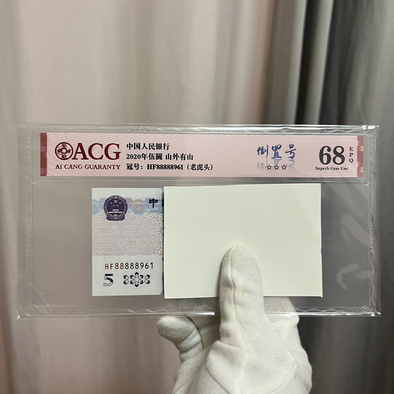 ACG
AI CANG GUARANTY
中国人民银行
2020年伍圆 山外有山
冠号: HF88888961 (老虎头)
倒置号
68
EPQ
Superb Gem Unc
中
HF88888961
5